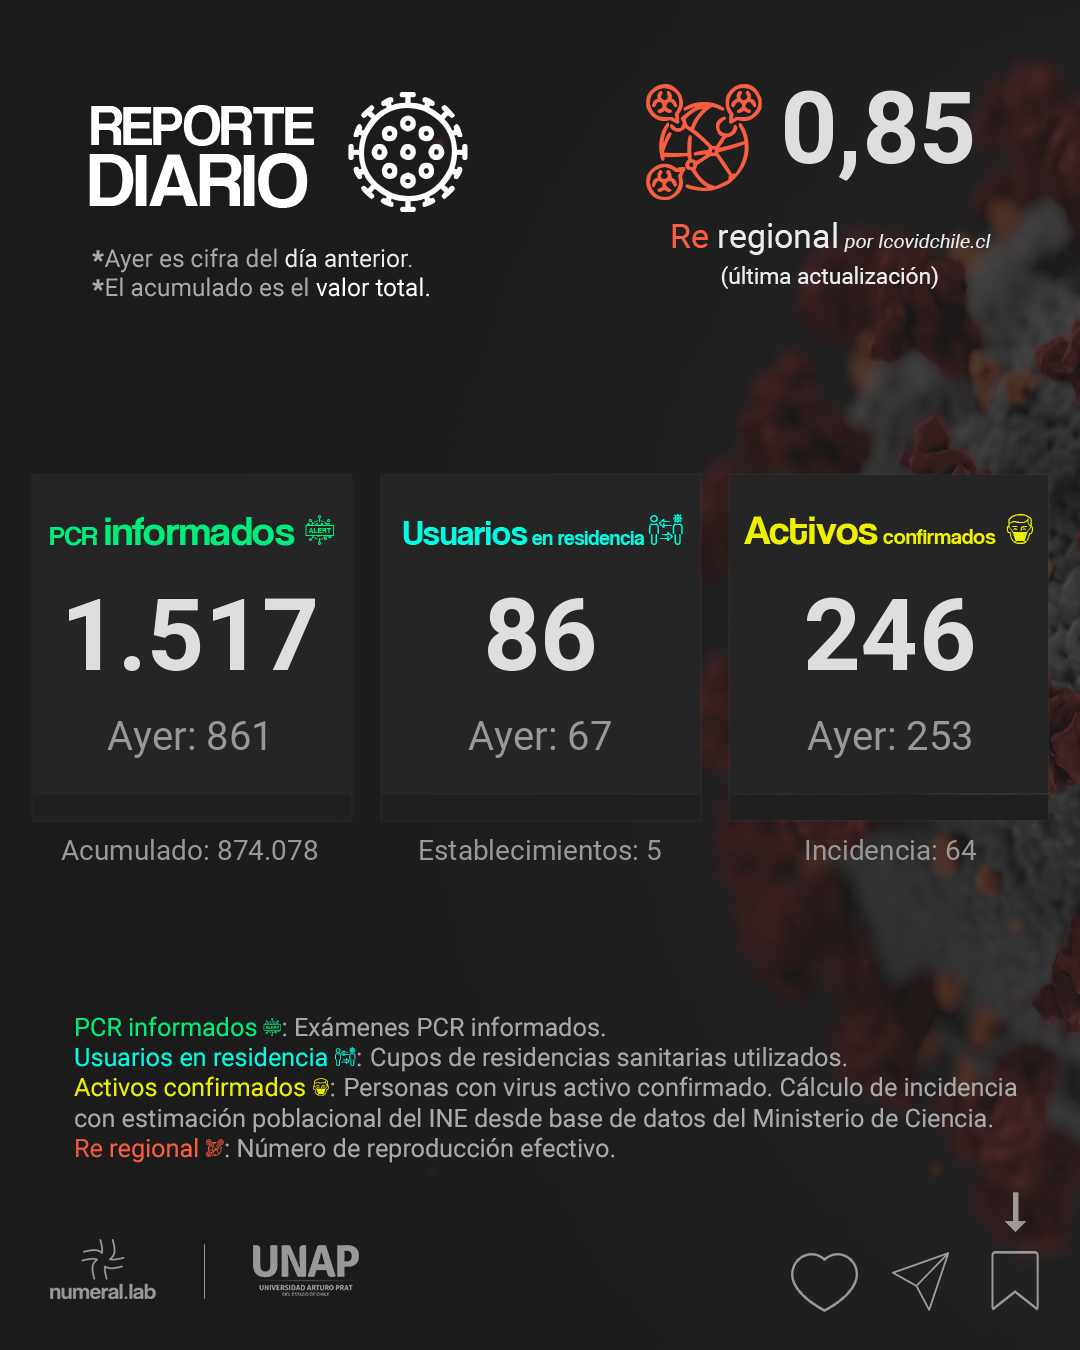 REPORTE
DIARIO
0,85
Re regional por Icovidchile.cl
(última actualización)
*Ayer es cifra del día anterior.
*El acumulado es el valor total.
PCR informados
ALERT
1.517
Ayer: 861
Acumulado: 874.078
Usuarios en residencia
86
Ayer: 67
Establecimientos: 5
Activos confirmados
246
Ayer: 253
Incidencia: 64
PCR informados : Exámenes PCR informados.
Usuarios en residencia : Cupos de residencias sanitarias utilizados.
Activos confirmados : Personas con virus activo confirmado. Cálculo de incidencia
con estimación poblacional del INE desde base de datos del Ministerio de Ciencia.
Re regional : Número de reproducción efectivo.
numeral.lab
UNAP
UNIVERSIDAD ARTURO PRAT
DEL ESTADO DE CHILE